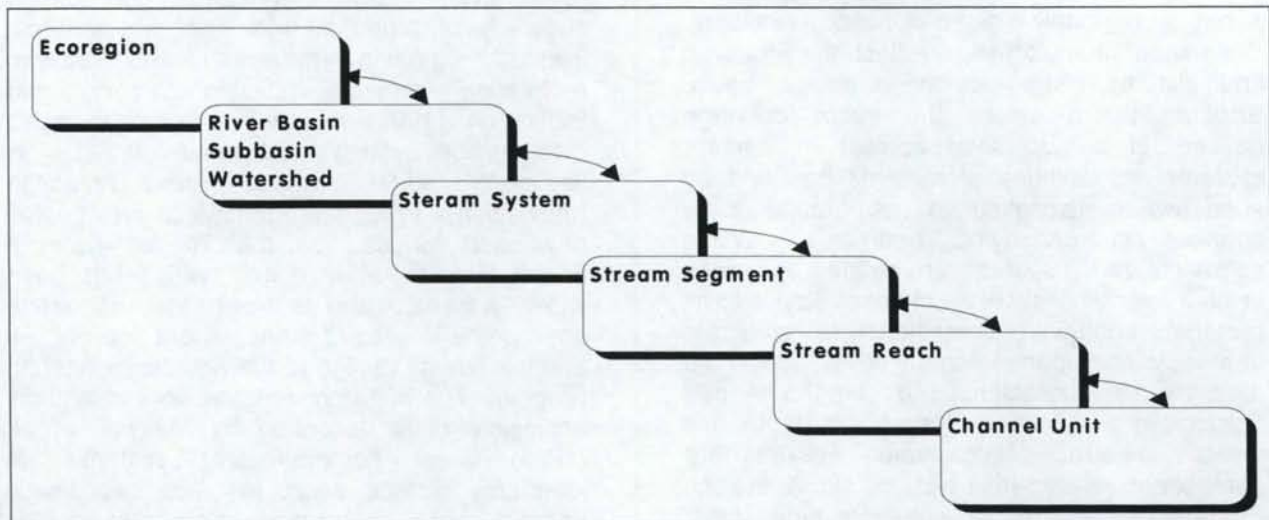 Ecoregion
River Basin
Subbasin
Watershed
Steram System
Stream Segment
Stream Reach
Channel Unit